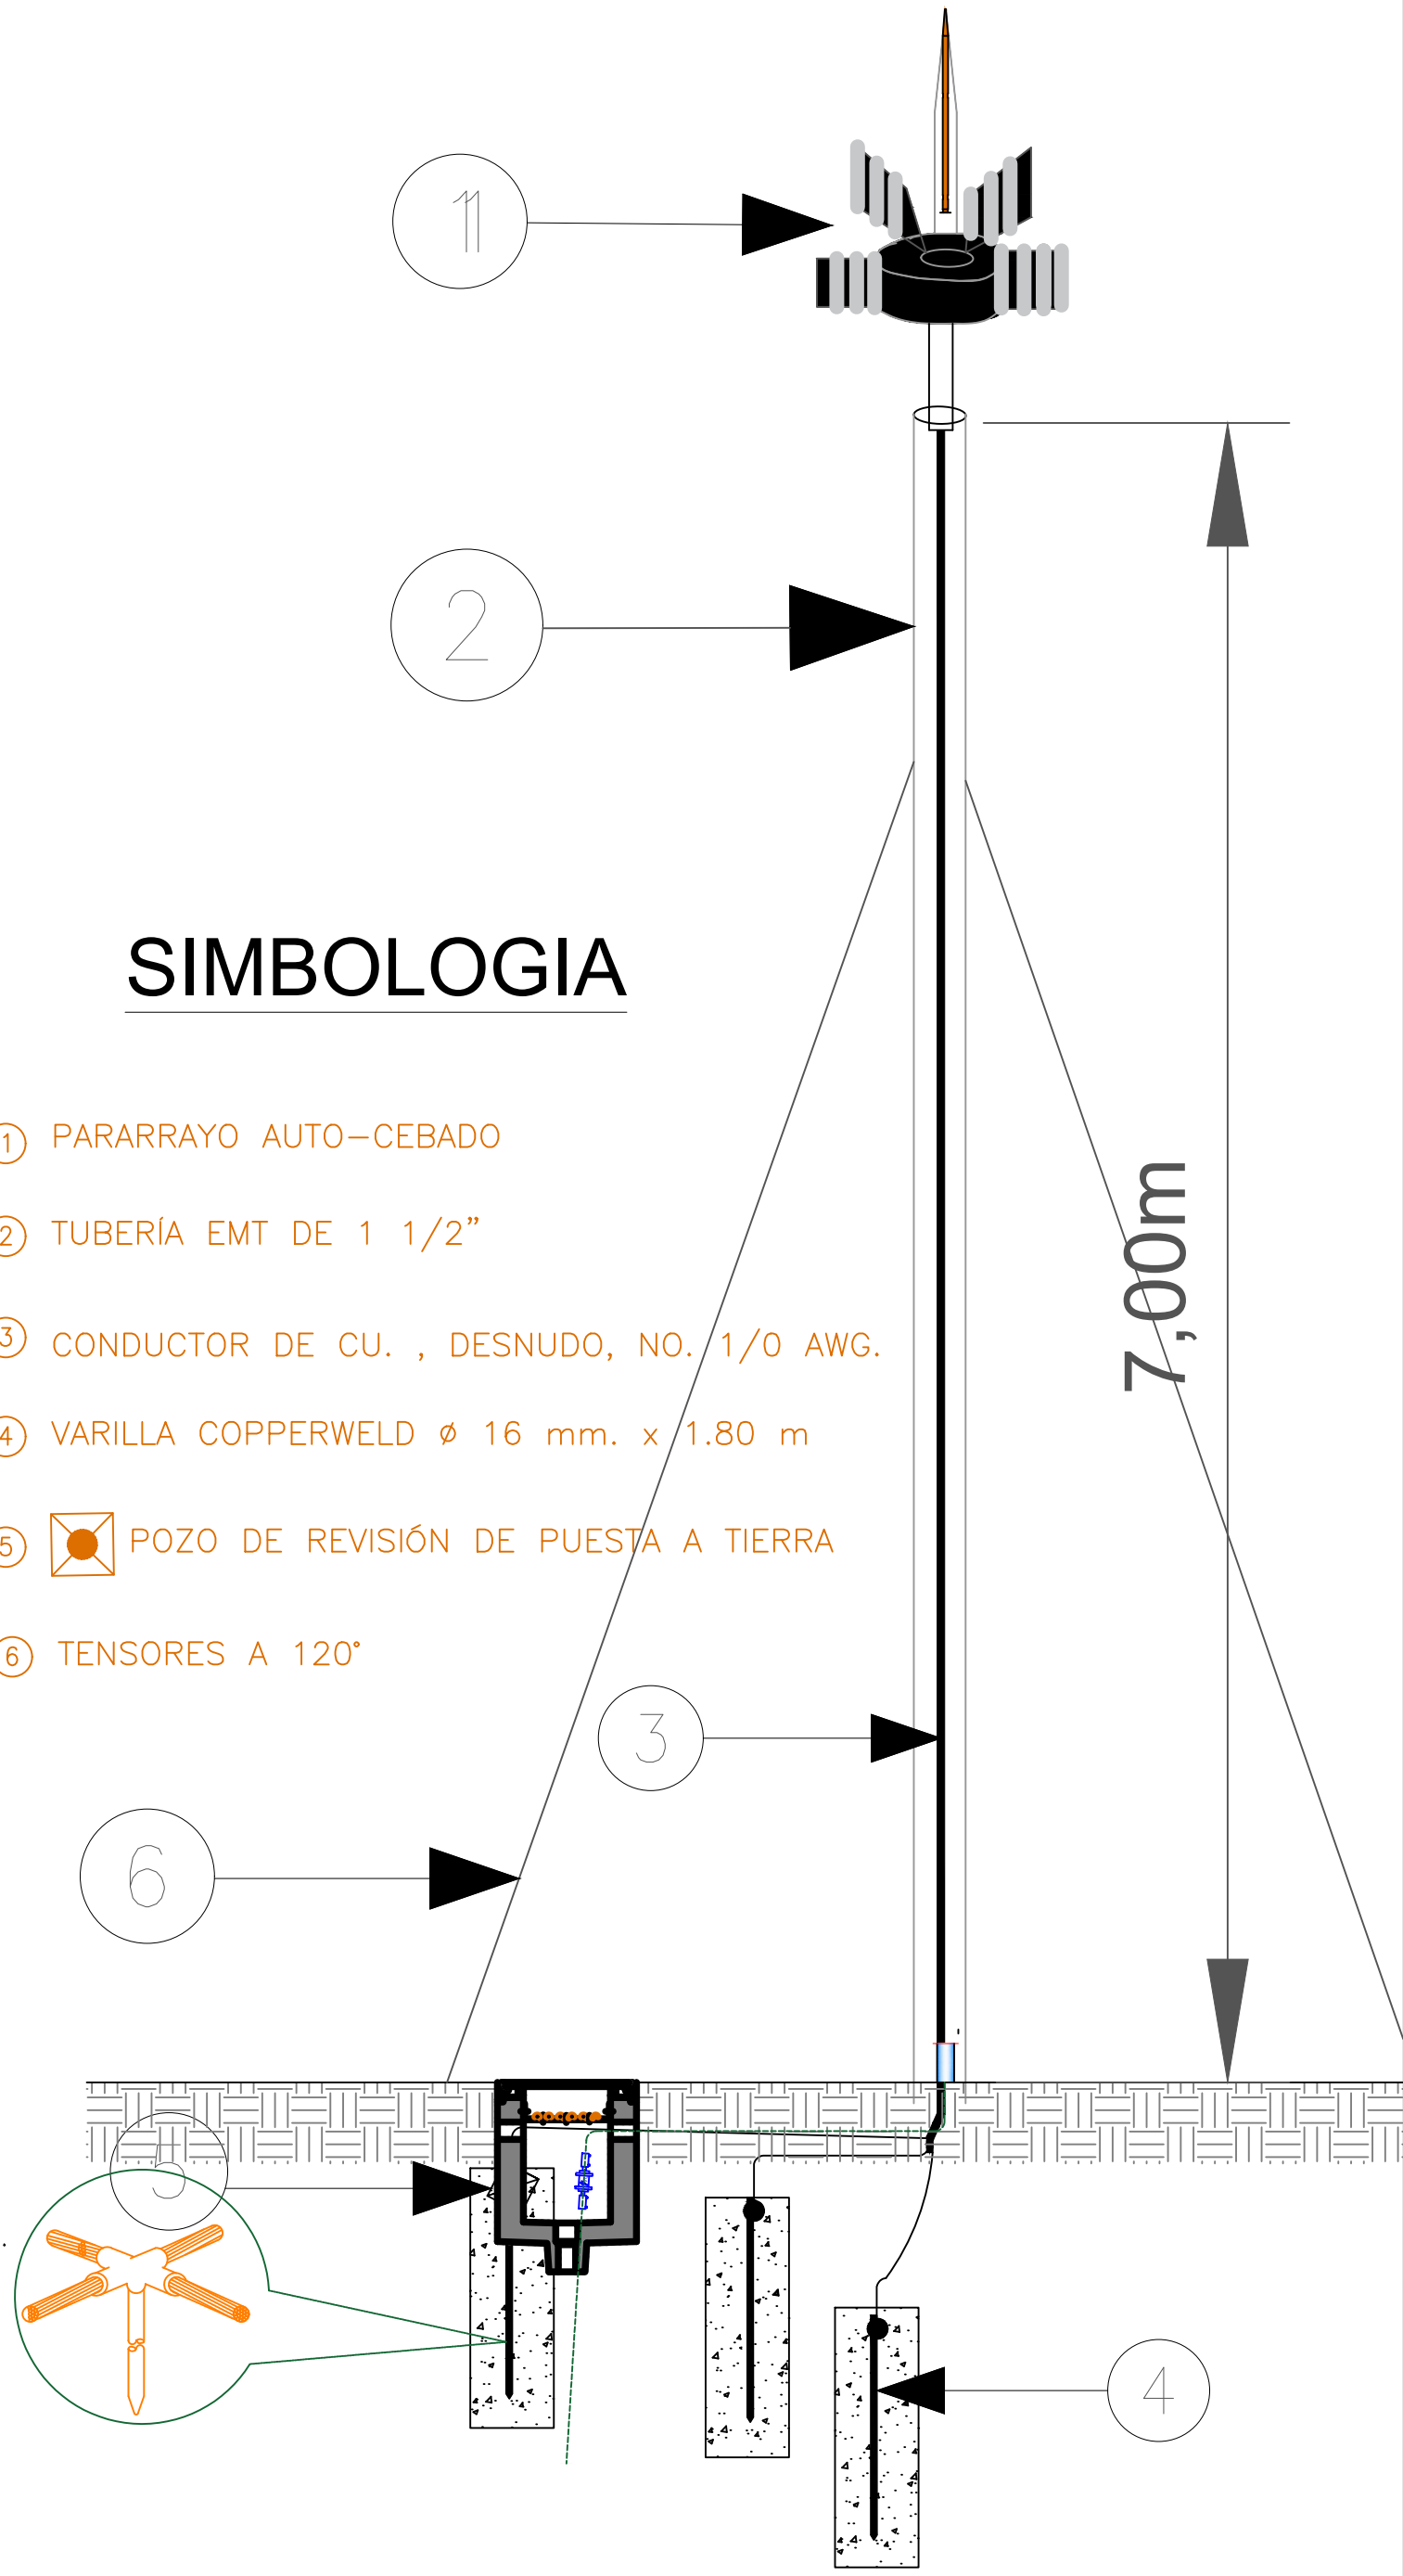 1
2
SIMBOLOGIA
1 PARARRAYO AUTO-CEBADO
2 TUBERÍA EMT DE 1 1/2”
3 CONDUCTOR DE CU. , DESNUDO, NO. 1/0 AWG.
4 VARILLA COPPERWELD ø 16 mm. x 1.80 m
5 POZO DE REVISIÓN DE PUESTA A TIERRA
6 TENSORES A 120°
7,00m
3
6
5
4